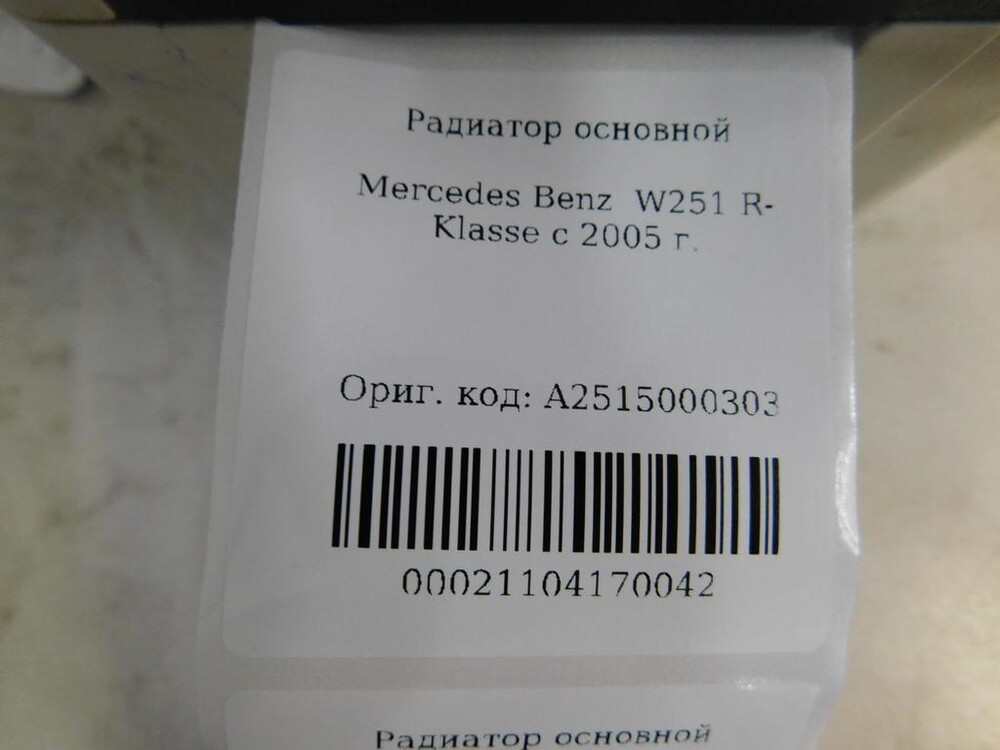 Радиатор основной
Mercedes Benz W251 R-
Klasse с 2005 г.
Ориг. код: A2515000303
00021104170042
Радиатор основной